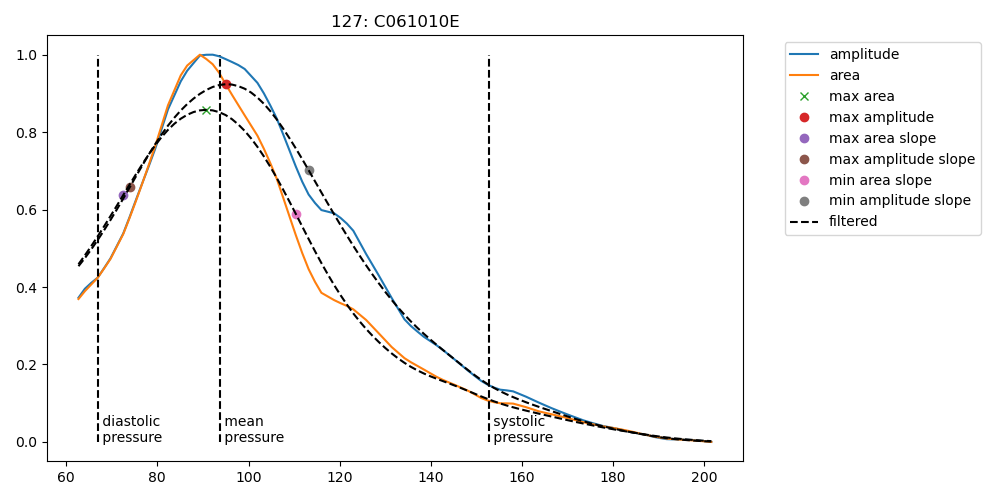 127: C061010E
1.0
0.8
0.6
0.4
0.2
0.0
60 80 100 120 140 160 180 200
diastolic
pressure
mean
pressure
systolic
pressure
amplitude
area
max area
max amplitude
max area slope
max amplitude slope
min area slope
min amplitude slope
filtered